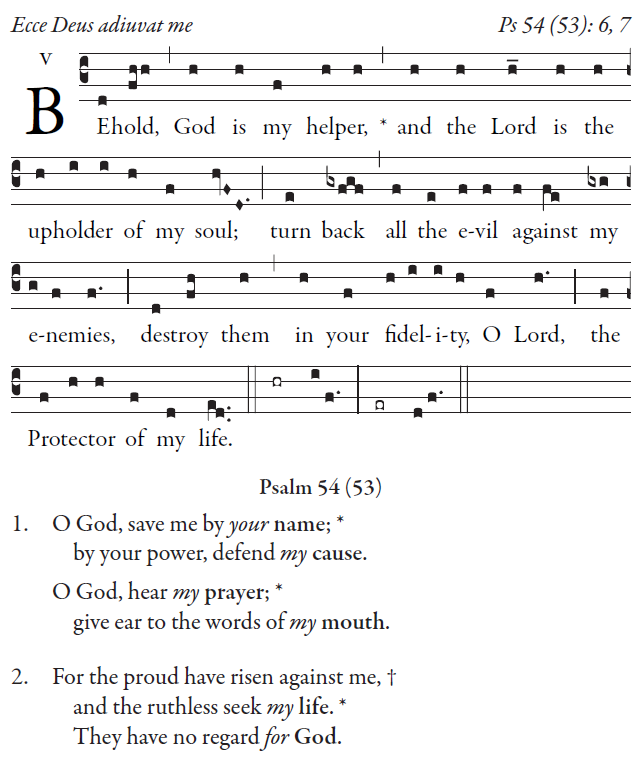 Ecce Deus adiuvat me Ps 54 (53): 6, 7
V
Behold, God is my helper, * and the Lord is the
upholder of my soul; turn back all the e-vil against my
e-nemies, destroy them in your fidel-i-ty, O Lord, the
Protector of my life.
Psalm 54 (53)
1. O God, save me by your name; *
by your power, defend my cause.
O God, hear my prayer; *
give ear to the words of my mouth.
2. For the proud have risen against me, †
and the ruthless seek my life. *
They have no regard for God.